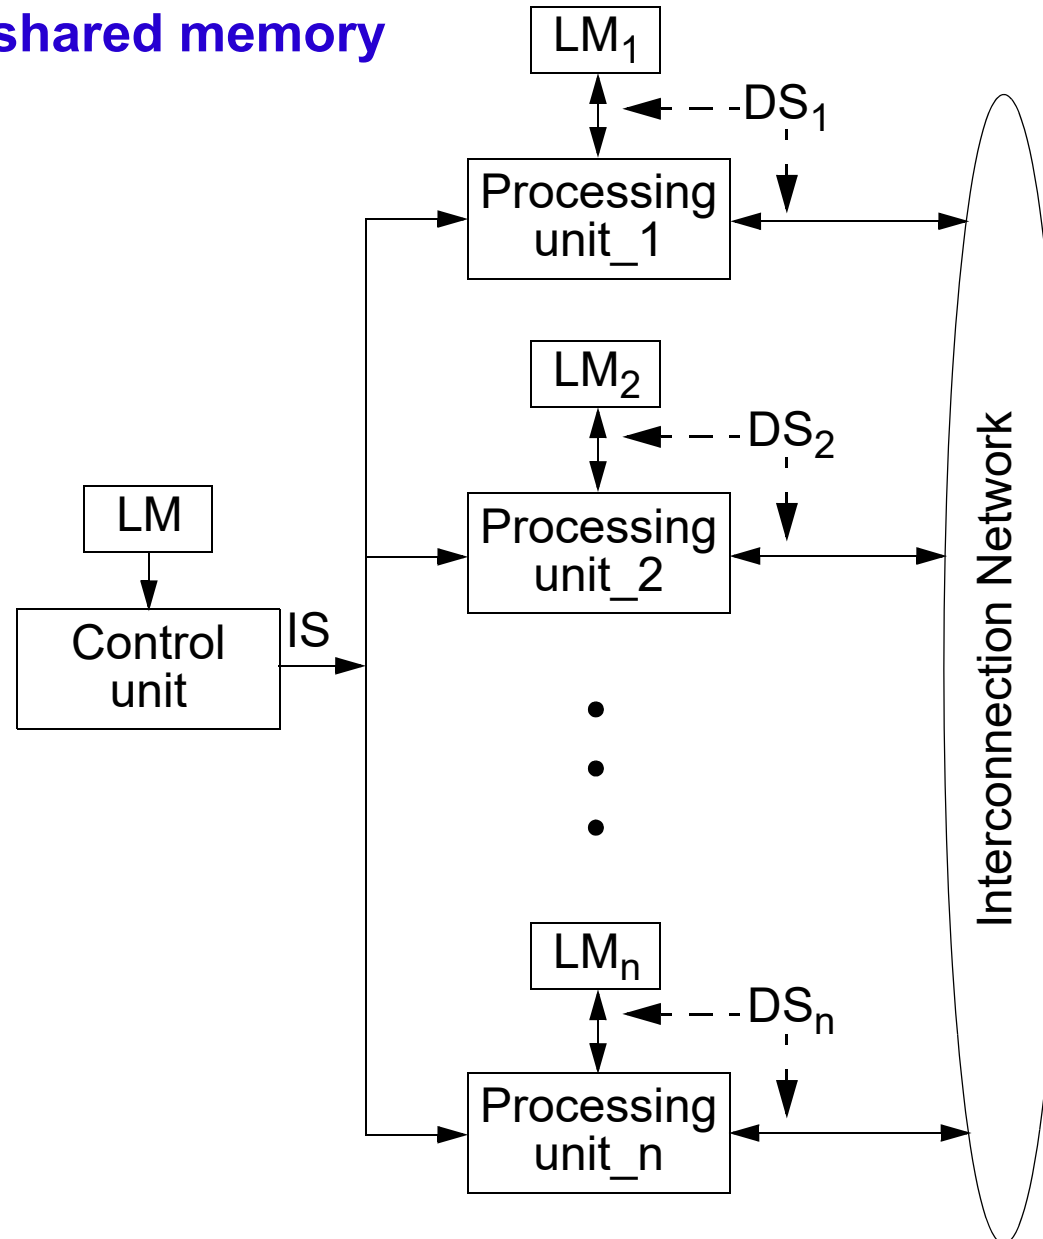 shared memory
LM₁
DS₁
Processing
unit_1
LM₂
DS₂
Processing
unit_2
LM
Control
unit
IS
Interconnection Network
LMₙ
DSₙ
Processing
unit_n